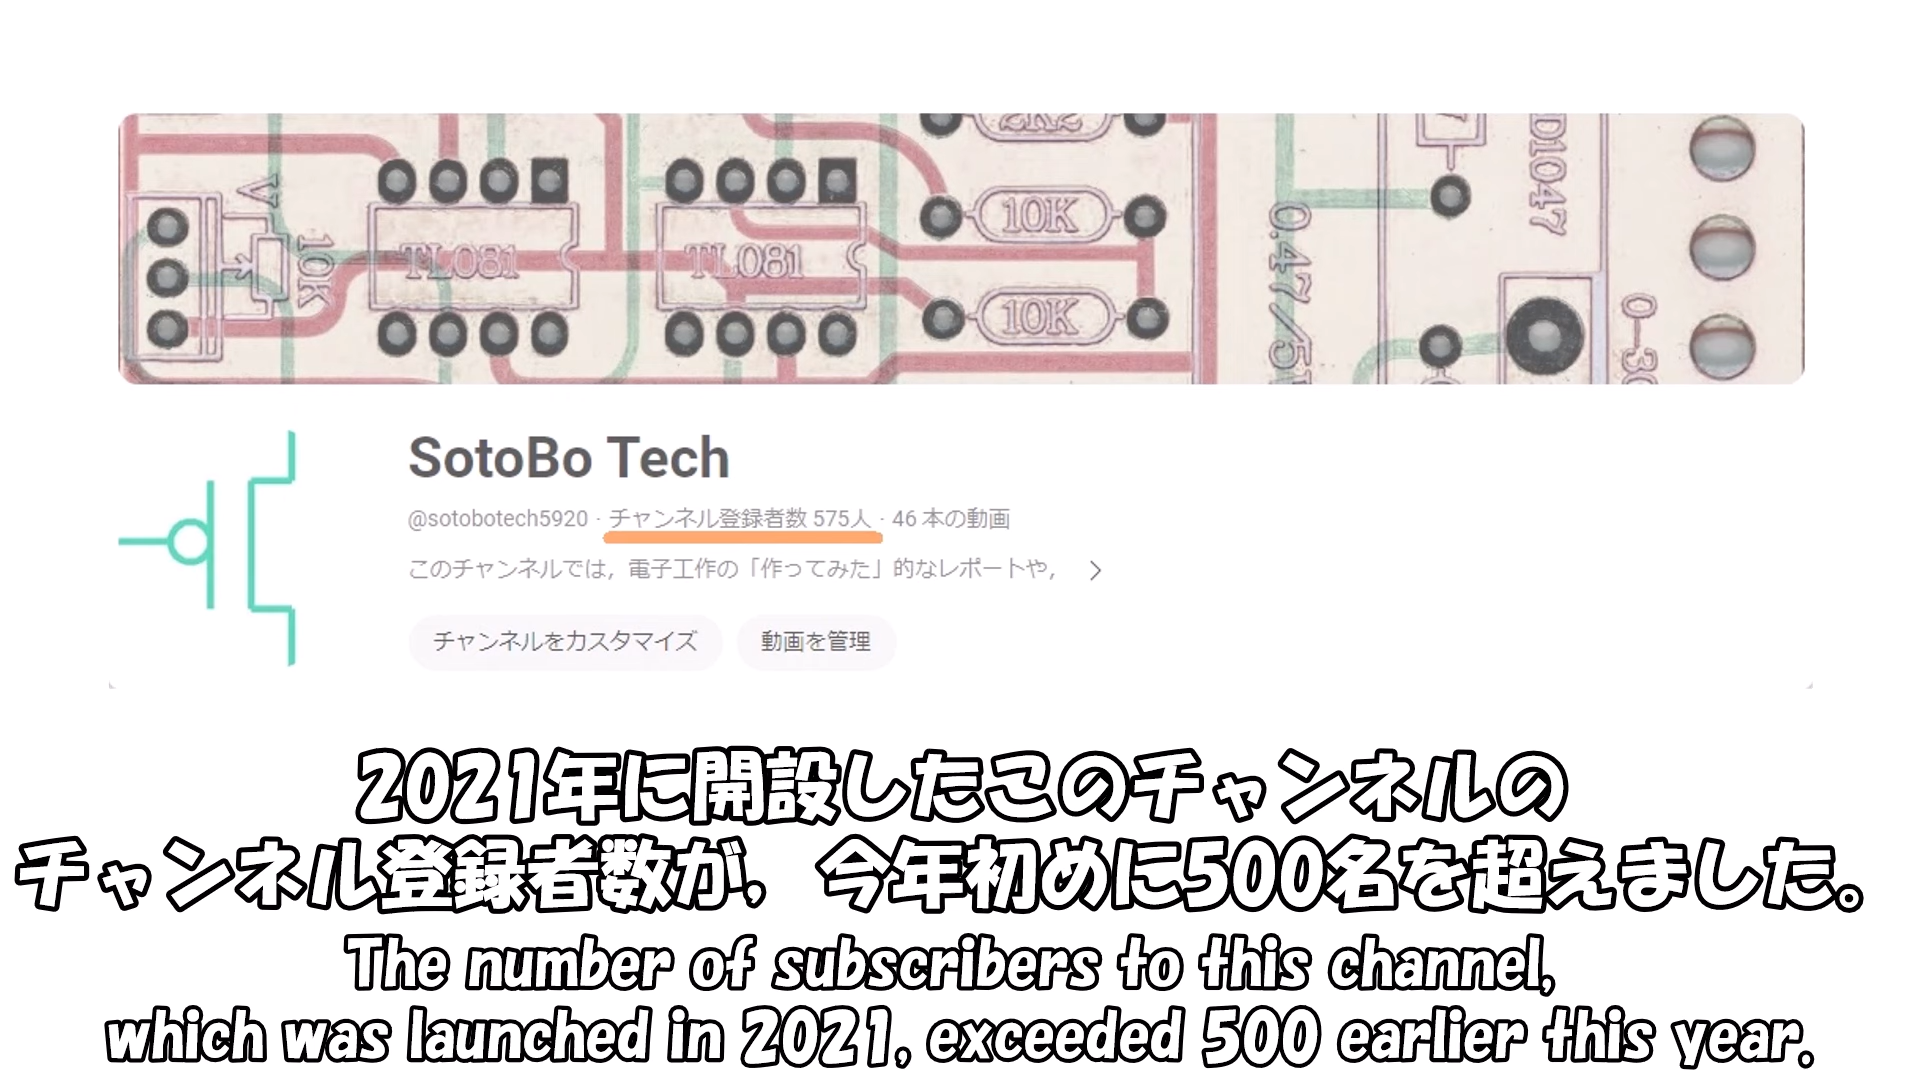 2K2
D1047
V
10K
10K
TL081
TL081
0.47/5
10K
0-30
SotoBo Tech
@sotobotech5920 · チャンネル登録者数 575人 · 46 本の動画
このチャンネルでは，電子工作の「作ってみた」的なレポートや，
チャンネルをカスタマイズ
動画を管理
2021年に開設したこのチャンネルの
チャンネル登録者数が，今年初めに500名を超えました。
The number of subscribers to this channel,
which was launched in 2021, exceeded 500 earlier this year.